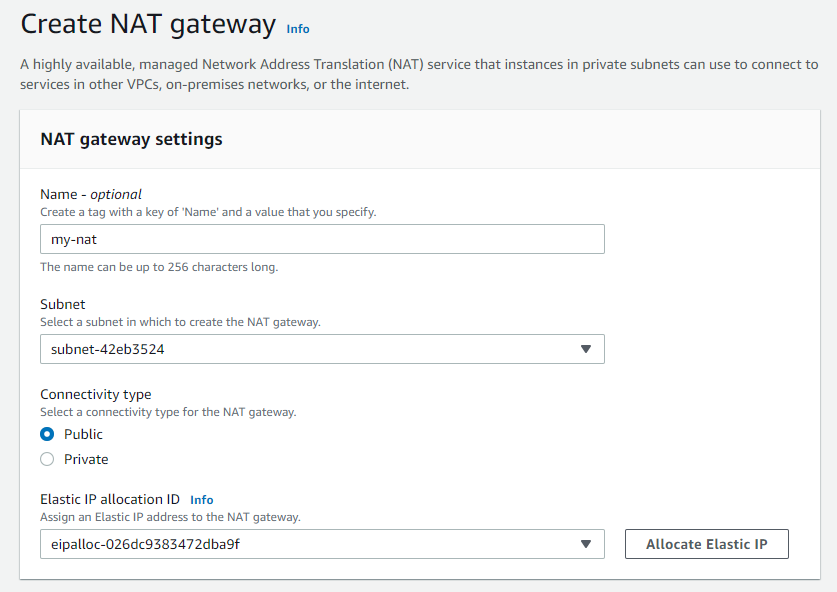 Create NAT gateway Info
A highly available, managed Network Address Translation (NAT) service that instances in private subnets can use to connect to
services in other VPCs, on-premises networks, or the internet.
NAT gateway settings
Name - optional
Create a tag with a key of 'Name' and a value that you specify.
my-nat
The name can be up to 256 characters long.
Subnet
Select a subnet in which to create the NAT gateway.
subnet-42eb3524
Connectivity type
Select a connectivity type for the NAT gateway.
Public
Private
Elastic IP allocation ID Info
Assign an Elastic IP address to the NAT gateway.
eipalloc-026dc9383472dba9f
Allocate Elastic IP